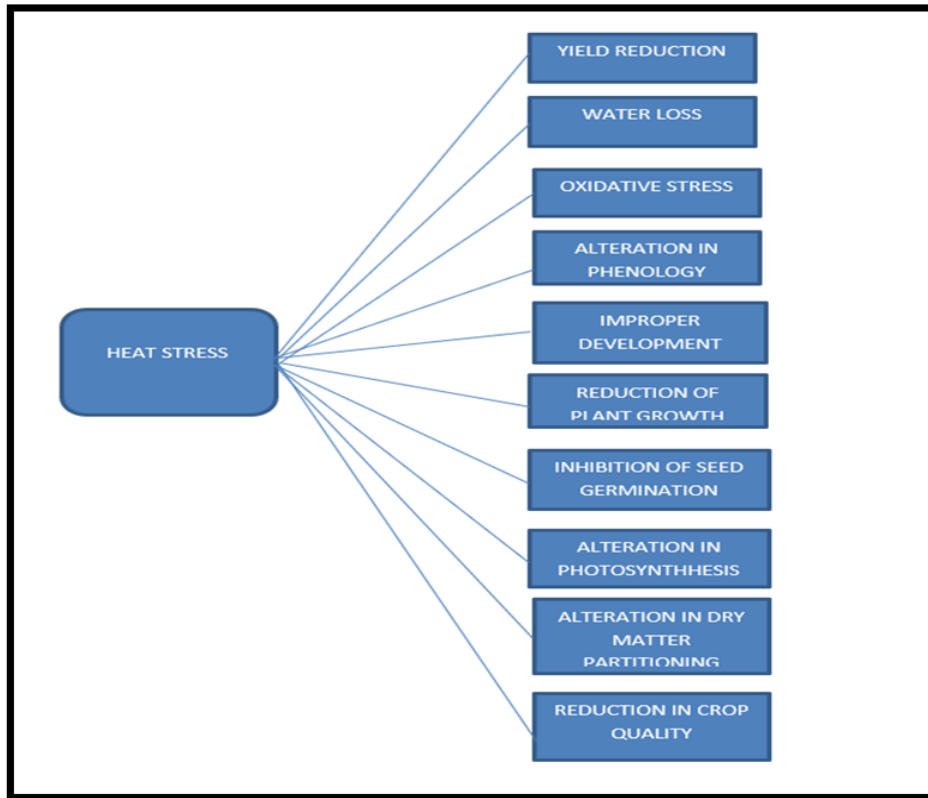 YIELD REDUCTION
WATER LOSS
OXIDATIVE STRESS
ALTERATION IN
PHENOLOGY
HEAT STRESS
IMPROPER
DEVELOPMENT
REDUCTION OF
PLANT GROWTH
INHIBITION OF SEED
GERMINATION
ALTERATION IN
PHOTOSYNTHHESIS
ALTERATION IN DRY
MATTER
PARTITIONING
REDUCTION IN CROP
QUALITY